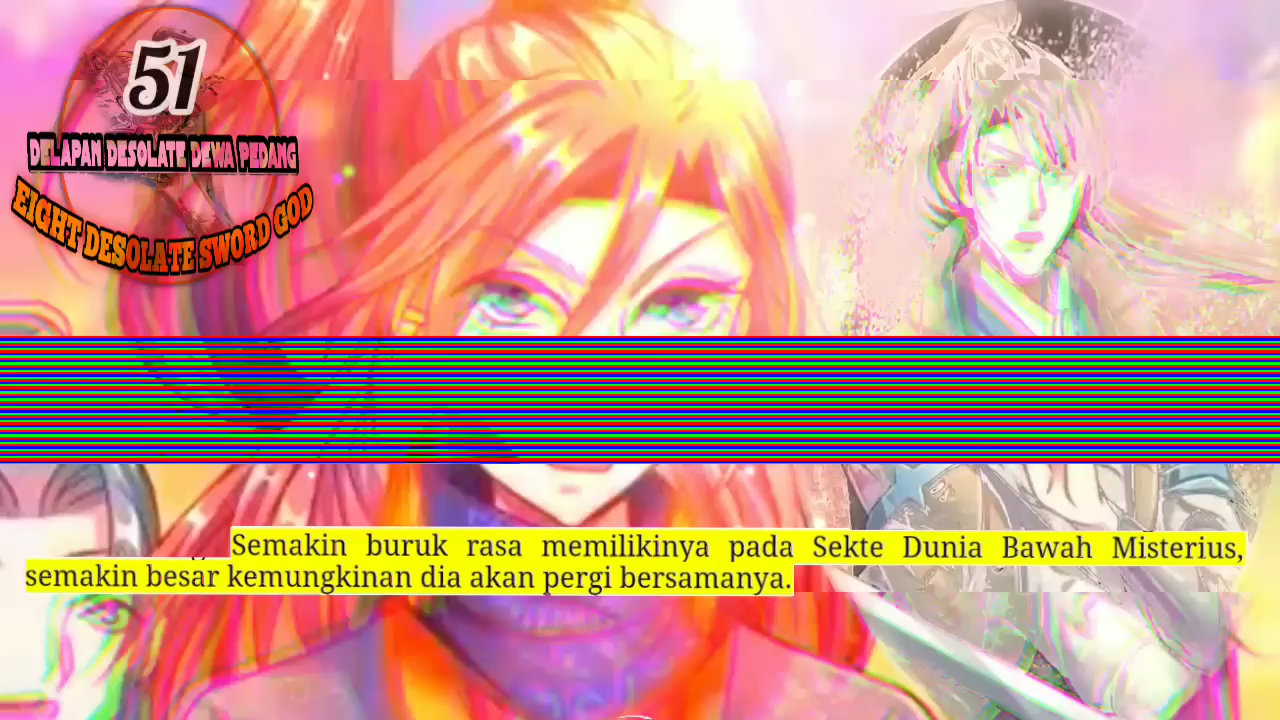 51
DELAPAN DESOLATE DEWA PEDANG
EIGHT DESOLATE SWORD GOD
Semakin buruk rasa memilikinya pada Sekte Dunia Bawah Misterius,
semakin besar kemungkinan dia akan pergi bersamanya.